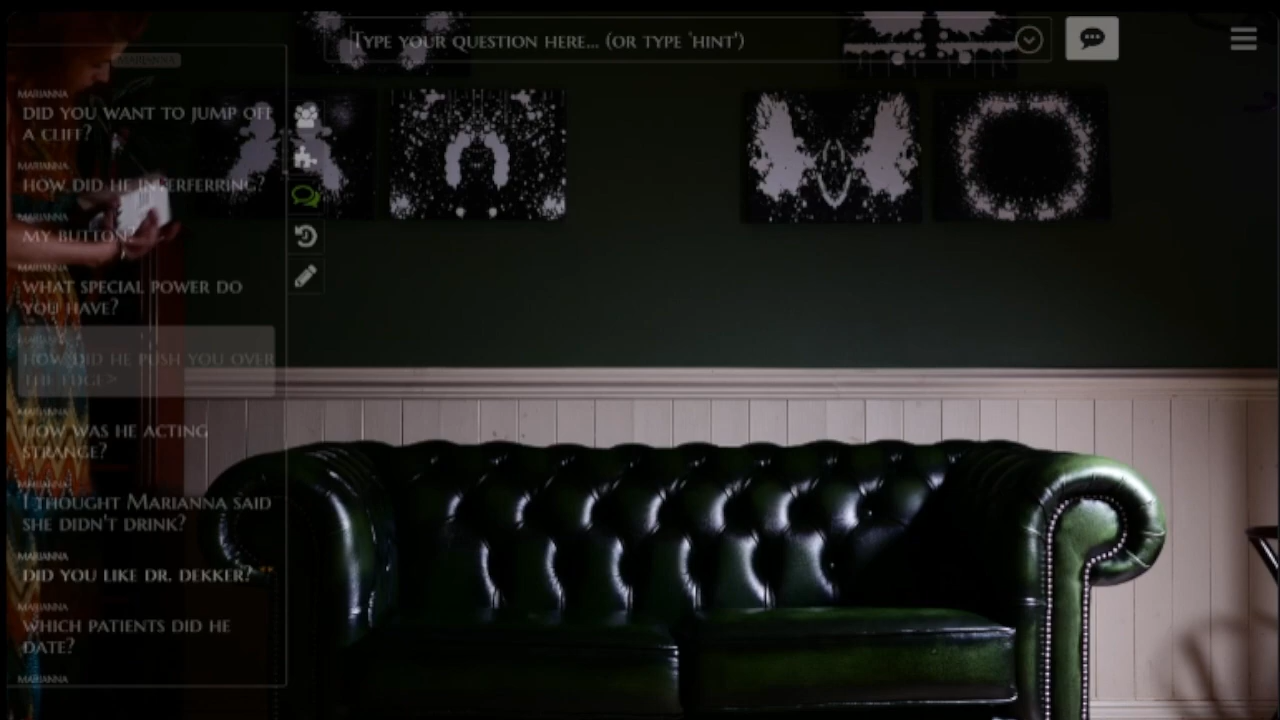 Type your question here... (or type 'hint')
MARIANNA
MARIANNA
DID YOU WANT TO JUMP OFF
A CLIFF?
MARIANNA
HOW DID HE INTERFERRING?
MARIANNA
MY BUTTON?
MARIANNA
WHAT SPECIAL POWER DO
YOU HAVE?
MARIANNA
HOW DID HE PUSH YOU OVER
THE EDGE>
MARIANNA
HOW WAS HE ACTING
STRANGE?
MARIANNA
I THOUGHT MARIANNA SAID
SHE DIDN'T DRINK?
MARIANNA
DID YOU LIKE DR. DEKKER?
MARIANNA
WHICH PATIENTS DID HE
DATE?
MARIANNA